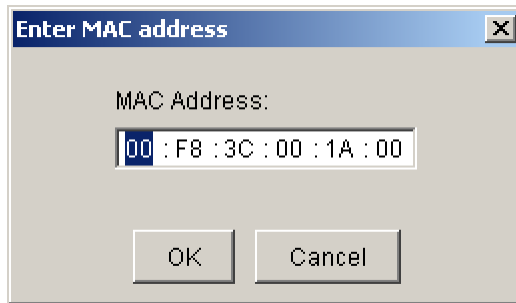 Enter MAC address
MAC Address:
00 : F8 : 3C : 00 : 1A : 00
OK Cancel